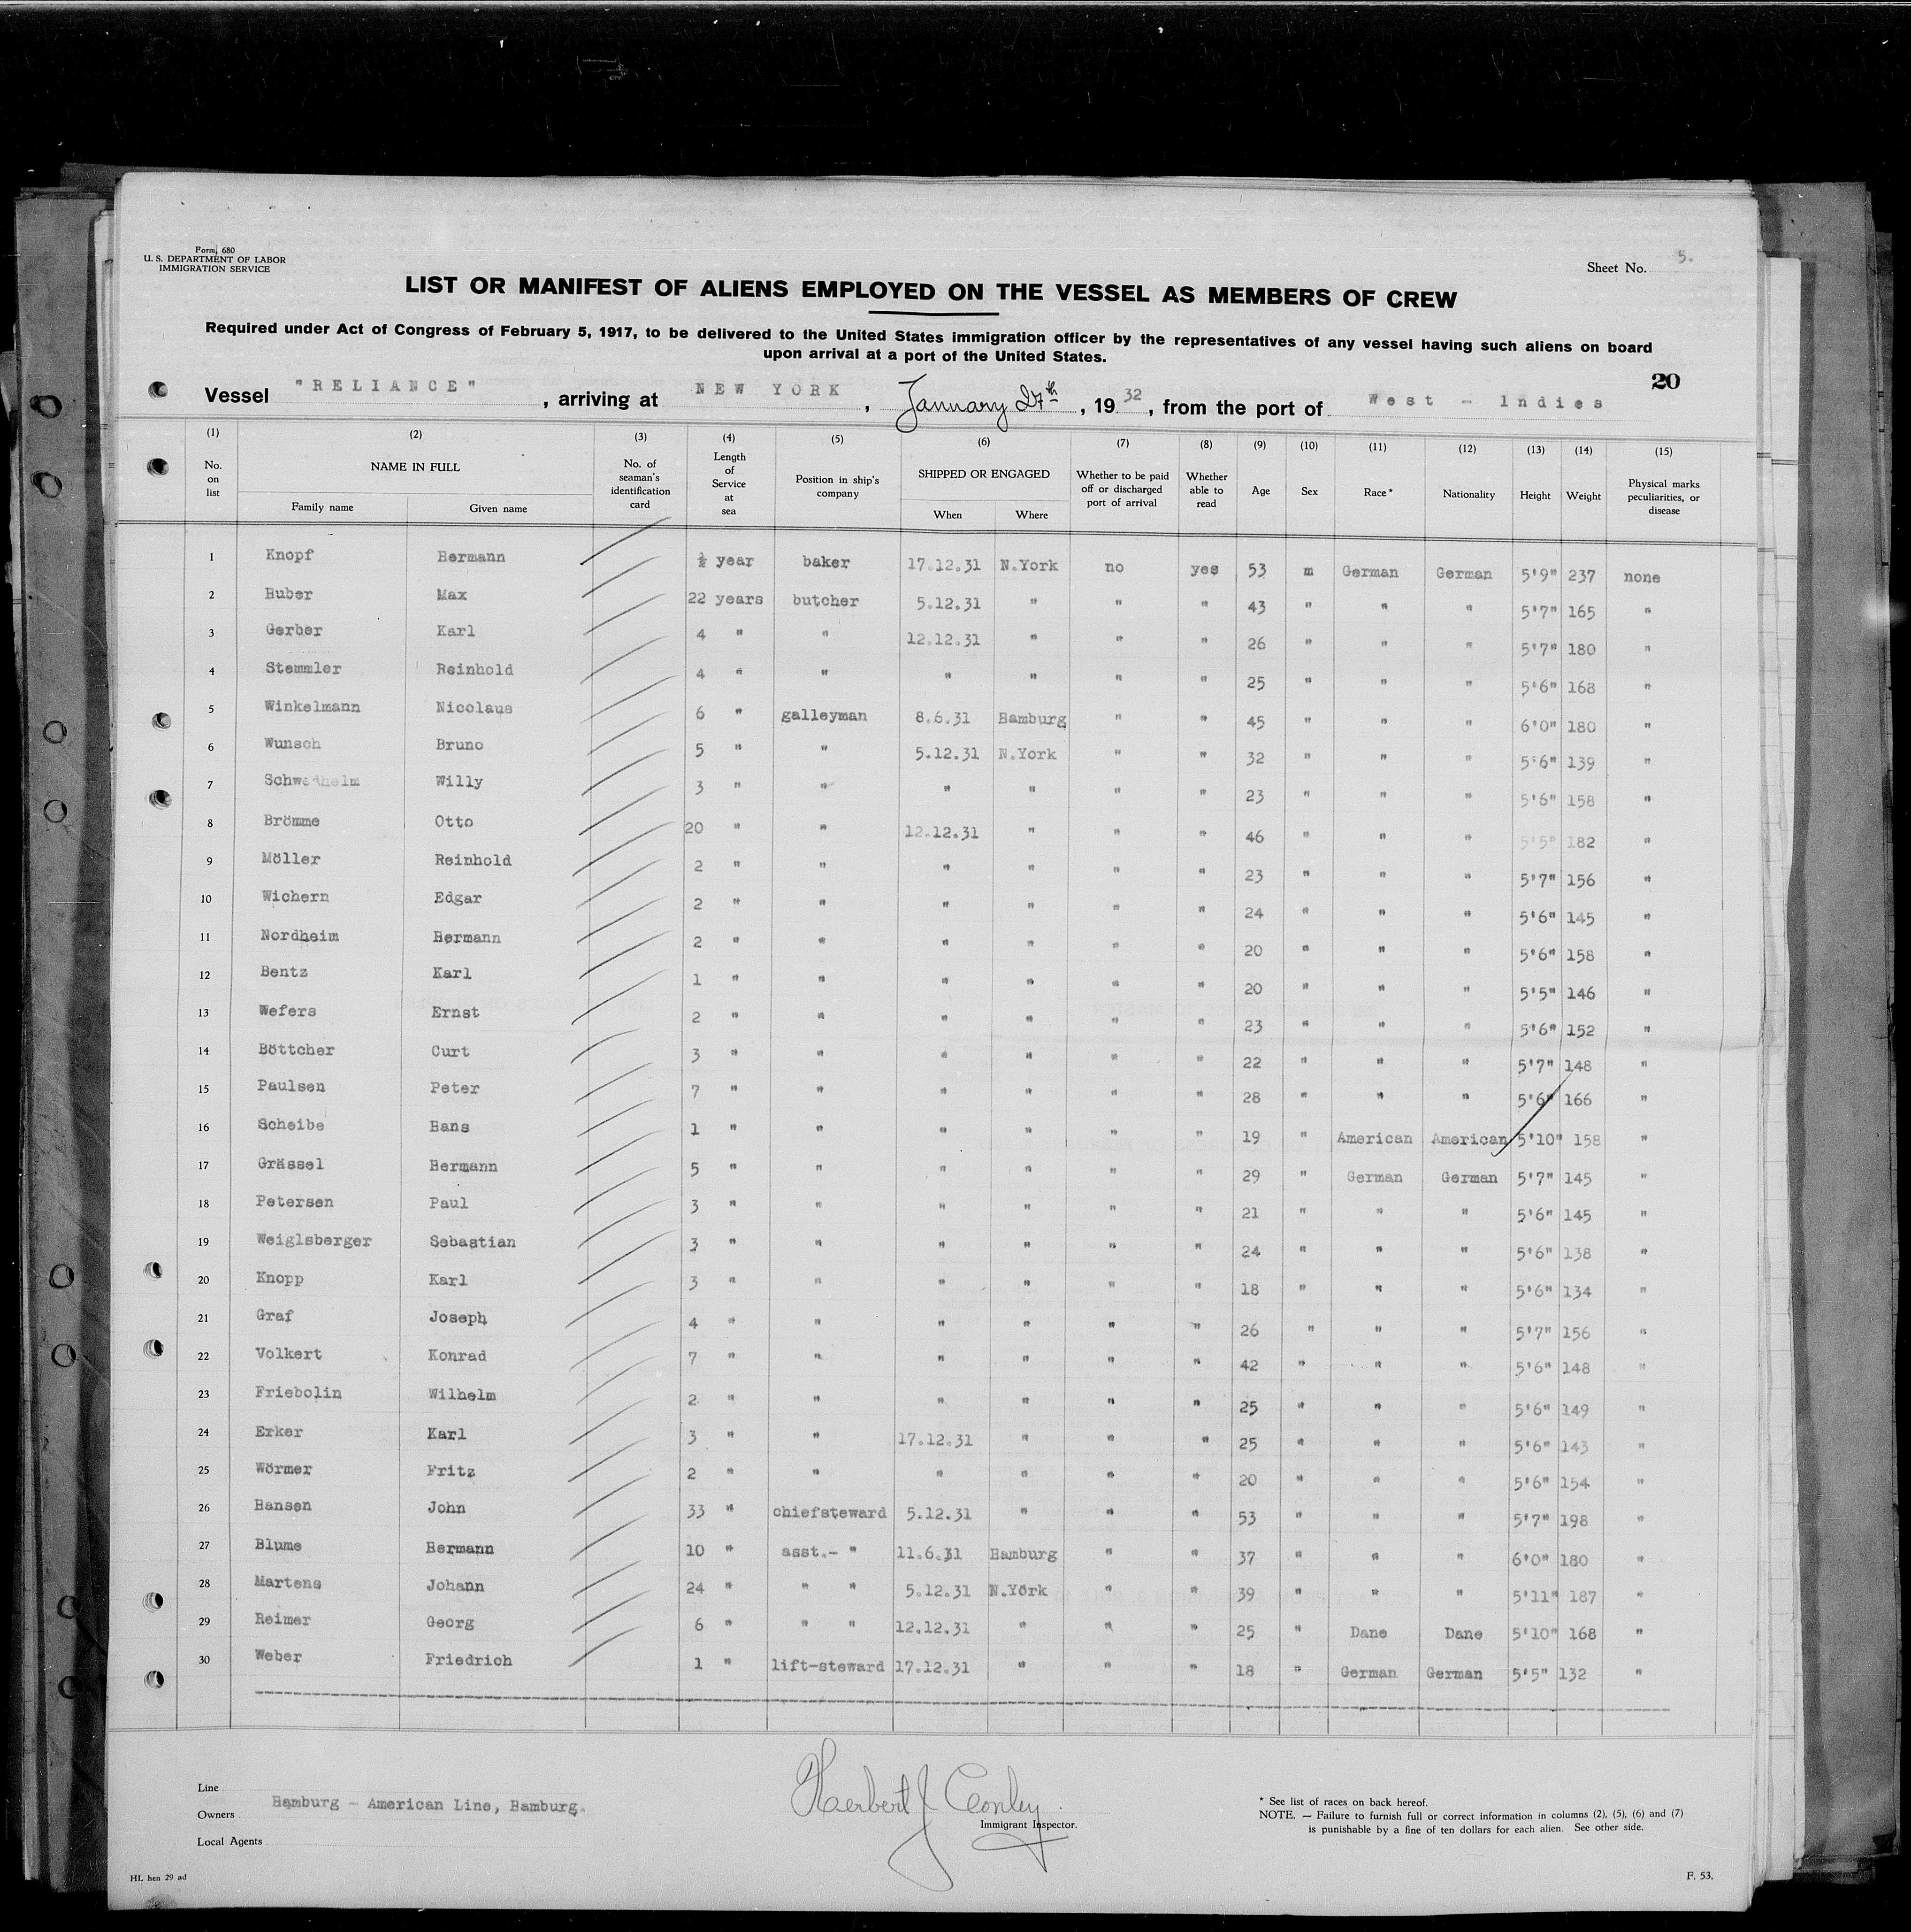 Form 680
U. S. DEPARTMENT OF LABOR
IMMIGRATION SERVICE
Sheet No. 5.
LIST OR MANIFEST OF ALIENS EMPLOYED ON THE VESSEL AS MEMBERS OF CREW
Required under Act of Congress of February 5, 1917, to be delivered to the United States immigration officer by the representatives of any vessel having such aliens on board
upon arrival at a port of the United States.
20
Vessel "RELIANCE", arriving at NEW YORK, January 27th, 1932, from the port of West - Indies
(1) (2) (3) (4) (5) (6) (7) (8) (9) (10) (11) (12) (13) (14) (15)
No. on list NAME IN FULL Family name Given name No. of seaman's identification card Length of Service at sea Position in ship's company SHIPPED OR ENGAGED When Where Whether to be paid off or discharged port of arrival Whether able to read Age Sex Race* Nationality Height Weight Physical marks peculiarities, or disease
1 Knopf Hermann ½ year baker 17.12.31 N.York no yes 53 m German German 5'9" 237 none
2 Huber Max 22 years butcher 5.12.31 " " " 43 " " " 5'7" 165 "
3 Gerber Karl 4 " " 12.12.31 " " " 26 " " " 5'7" 180 "
4 Stemmler Reinhold 4 " " " " " " 25 " " " 5'6" 168 "
5 Winkelmann Nicolaus 6 " galleyman 8.6.31 Hamburg " " 45 " " " 6'0" 180 "
6 Wunsch Bruno 5 " " 5.12.31 N.York " " 32 " " " 5'6" 139 "
7 Schwedhelm Willy 3 " " " " " " 23 " " " 5'6" 158 "
8 Brömme Otto 20 " " 12.12.31 " " " 46 " " " 5'5" 182 "
9 Möller Reinhold 2 " " " " " " 23 " " " 5'7" 156 "
10 Wichern Edgar 2 " " " " " " 24 " " " 5'6" 145 "
11 Nordheim Hermann 2 " " " " " " 20 " " " 5'6" 158 "
12 Bentz Karl 1 " " " " " " 20 " " " 5'5" 146 "
13 Wefers Ernst 2 " " " " " " 23 " " " 5'6" 152 "
14 Böttcher Curt 3 " " " " " " 22 " " " 5'7" 148 "
15 Paulsen Peter 7 " " " " " " 28 " " " 5'6" 166 "
16 Scheibe Hans 1 " " " " " " 19 " American American 5'10" 158 "
17 Grässel Hermann 5 " " " " " " 29 " German German 5'7" 145 "
18 Petersen Paul 3 " " " " " " 21 " " " 5'6" 145 "
19 Weiglsberger Sebastian 3 " " " " " " 24 " " " 5'6" 138 "
20 Knopp Karl 3 " " " " " " 18 " " " 5'6" 134 "
21 Graf Joseph 4 " " " " " " 26 " " " 5'7" 156 "
22 Volkert Konrad 7 " " " " " " 42 " " " 5'6" 148 "
23 Friebolin Wilhelm 2 " " " " " " 25 " " " 5'6" 149 "
24 Erker Karl 3 " " 17.12.31 " " " 25 " " " 5'6" 143 "
25 Wörmer Fritz 2 " " " " " " 20 " " " 5'6" 154 "
26 Hansen John 33 " chiefsteward 5.12.31 " " " 53 " " " 5'7" 198 "
27 Blume Hermann 10 " asst.- " 11.6.31 Hamburg " " 37 " " " 6'0" 180 "
28 Martens Johann 24 " " " 5.12.31 N.York " " 39 " " " 5'11" 187 "
29 Reimer Georg 6 " " " 12.12.31 " " " 25 " Dane Dane 5'10" 168 "
30 Weber Friedrich 1 " lift-steward 17.12.31 " " " 18 " German German 5'5" 132 "
Line
Owners Hamburg - American Line, Hamburg.
Local Agents
Herbert J Conley
Immigrant Inspector.
* See list of races on back hereof.
NOTE. — Failure to furnish full or correct information in columns (2), (5), (6) and (7)
is punishable by a fine of ten dollars for each alien. See other side.
HL hen 29 ad
F. 53.